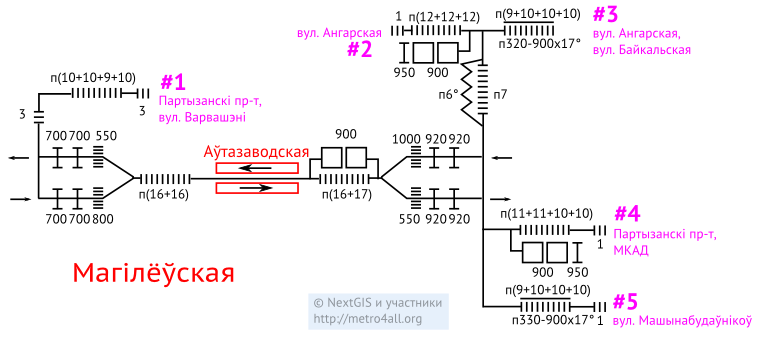 п(12+12+12)
п(9+10+10+10)
#3
1
вул. Ангарская
#2
950
900
п320-900x17°
вул. Ангарская,
вул. Байкальская
п(10+10+9+10)
#1
3
3
Партызанскі пр-т,
вул. Варвашэні
п6°
п7
700 700 550
900
1000 920 920
Аўтазаводская
п(16+16)
п(16+17)
700 700 800
550 920 920
п(11+11+10+10)
#4
1
Партызанскі пр-т,
МКАД
900
950
Магілёўская
п(9+10+10+10)
#5
п330-900x17°
1
вул. Машынабудаўнікоў
© NextGIS и участники
http://metro4all.org